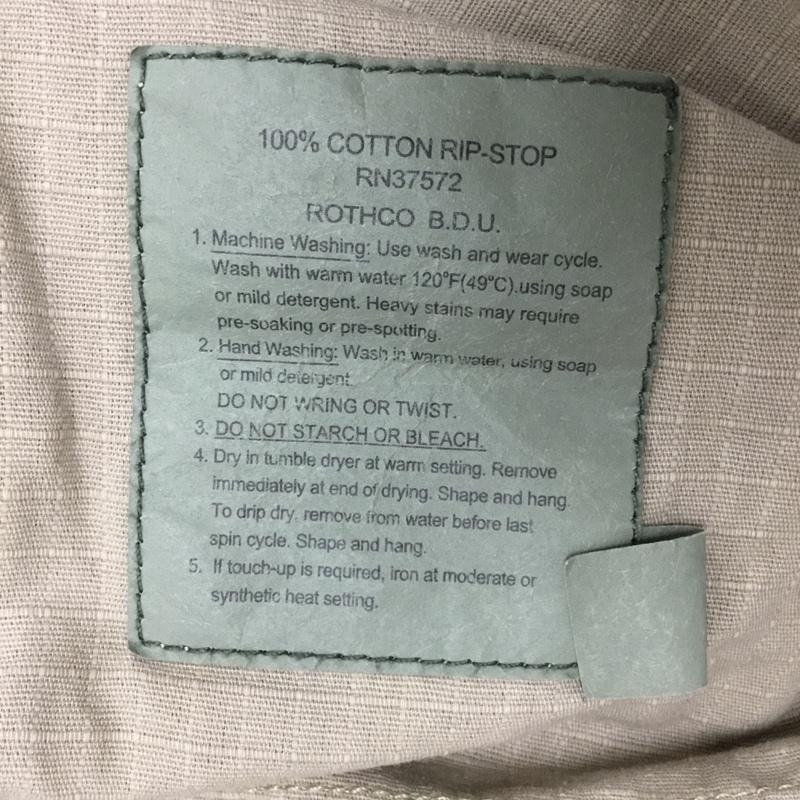 100% COTTON RIP-STOP
RN37572
ROTHCO B.D.U.
1. Machine Washing: Use wash and wear cycle.
Wash with warm water 120°F(49°C).using soap
or mild detergent. Heavy stains may require
pre-soaking or pre-spotting.
2. Hand Washing: Wash in warm water, using soap
or mild detergent.
DO NOT WRING OR TWIST.
3. DO NOT STARCH OR BLEACH.
4. Dry in tumble dryer at warm setting. Remove
immediately at end of drying. Shape and hang.
To drip dry, remove from water before last
spin cycle. Shape and hang.
5. If touch-up is required, iron at moderate or
synthetic heat setting.